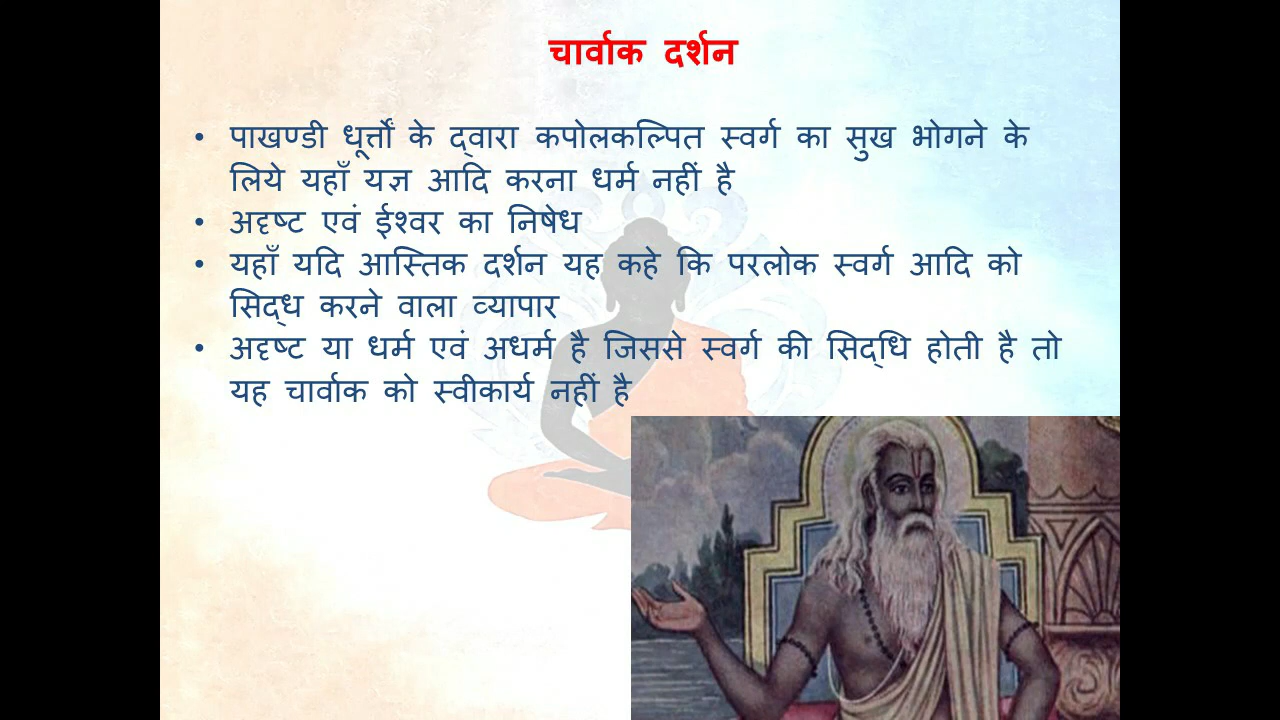 चार्वाक दर्शन
• पाखण्डी धूर्त्तों के द्वारा कपोलकल्पित स्वर्ग का सुख भोगने के
लिये यहाँ यज्ञ आदि करना धर्म नहीं है
• अदृष्ट एवं ईश्वर का निषेध
• यहाँ यदि आस्तिक दर्शन यह कहे कि परलोक स्वर्ग आदि को
सिद्ध करने वाला व्यापार
• अदृष्ट या धर्म एवं अधर्म है जिससे स्वर्ग की सिद्धि होती है तो
यह चार्वाक को स्वीकार्य नहीं है